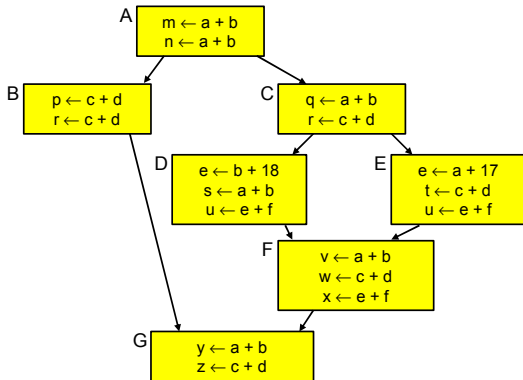 A
m ← a + b
n ← a + b
B
p ← c + d
r ← c + d
C
q ← a + b
r ← c + d
D
e ← b + 18
s ← a + b
u ← e + f
E
e ← a + 17
t ← c + d
u ← e + f
F
v ← a + b
w ← c + d
x ← e + f
G
y ← a + b
z ← c + d